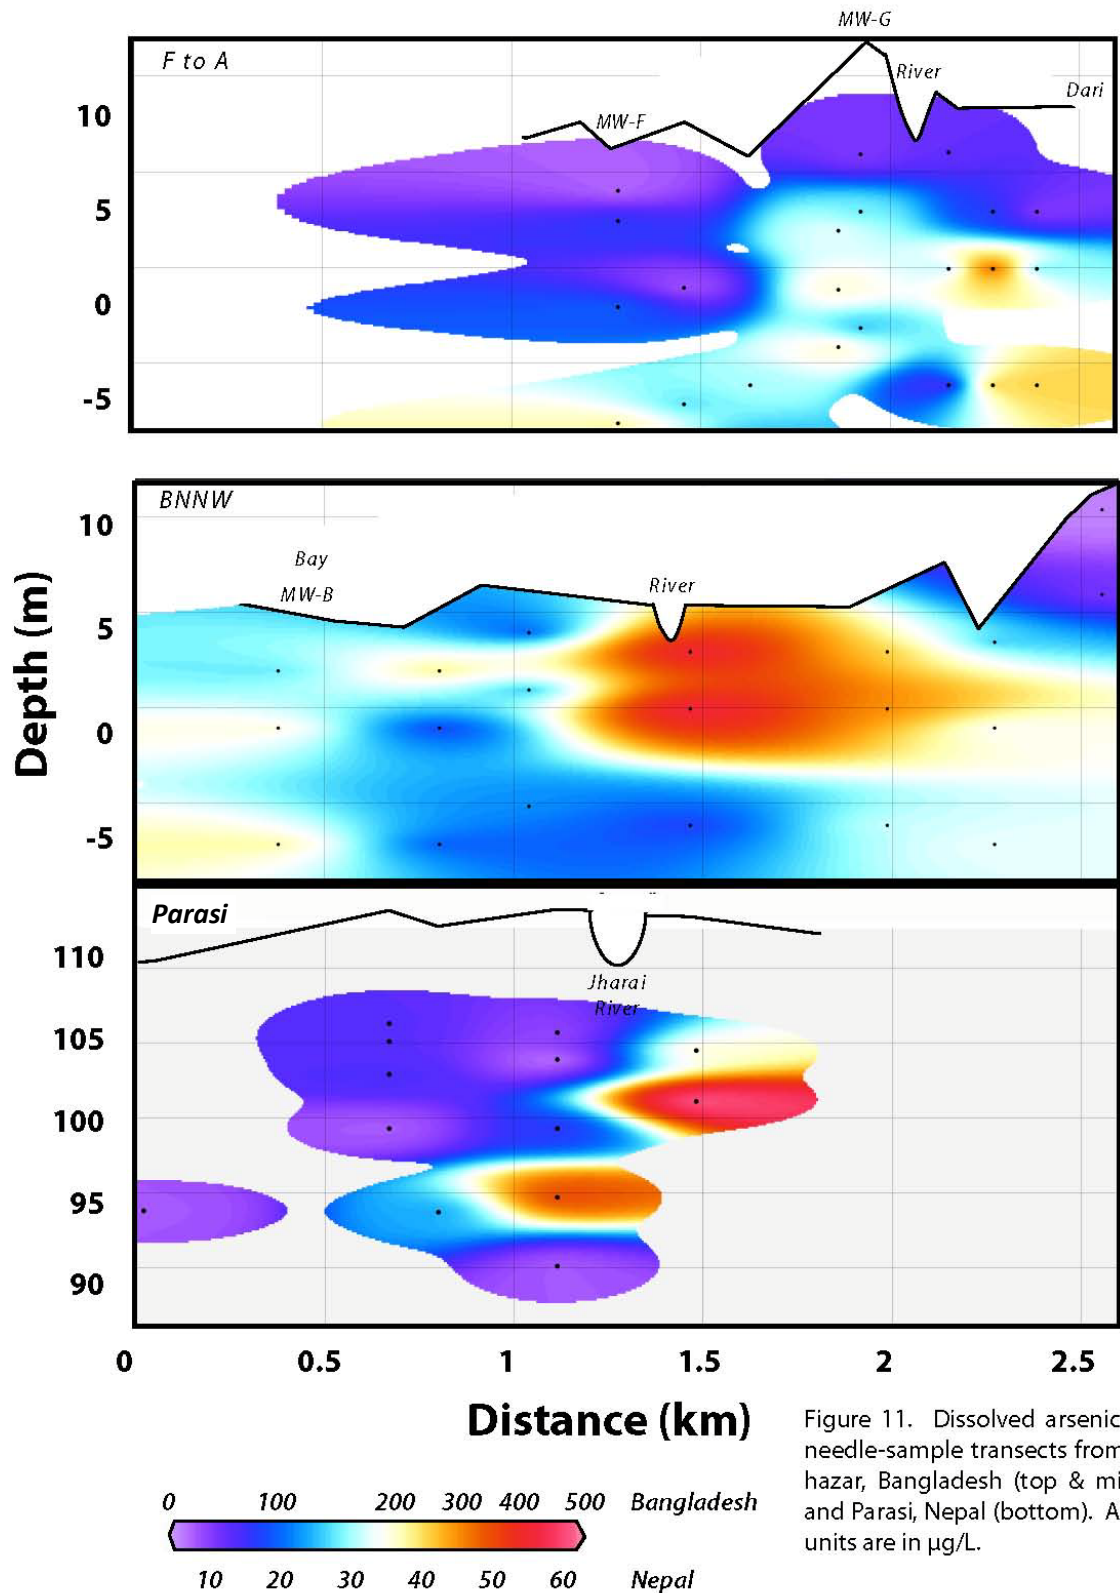 MW-G
F to A
River
Dari
MW-F
10
5
0
-5
BNNW
Bay
MW-B
River
10
5
0
-5
Depth (m)
Parasi
Jharai
River
110
105
100
95
90
0 0.5 1 1.5 2 2.5
Distance (km)
Figure 11. Dissolved arsenic
needle-sample transects from
hazar, Bangladesh (top & mi
and Parasi, Nepal (bottom). A
units are in µg/L.
0 100 200 300 400 500 Bangladesh
10 20 30 40 50 60 Nepal